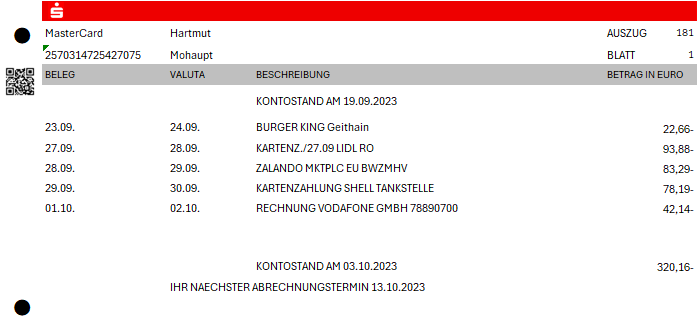 MasterCard Hartmut AUSZUG 181
2570314725427075 Mohaupt BLATT 1
BELEG VALUTA BESCHREIBUNG BETRAG IN EURO
KONTOSTAND AM 19.09.2023
23.09. 24.09. BURGER KING Geithain 22,66-
27.09. 28.09. KARTENZ./27.09 LIDL RO 93,88-
28.09. 29.09. ZALANDO MKTPLC EU BWZMHV 83,29-
29.09. 30.09. KARTENZAHLUNG SHELL TANKSTELLE 78,19-
01.10. 02.10. RECHNUNG VODAFONE GMBH 78890700 42,14-
KONTOSTAND AM 03.10.2023 320,16-
IHR NAECHSTER ABRECHNUNGSTERMIN 13.10.2023